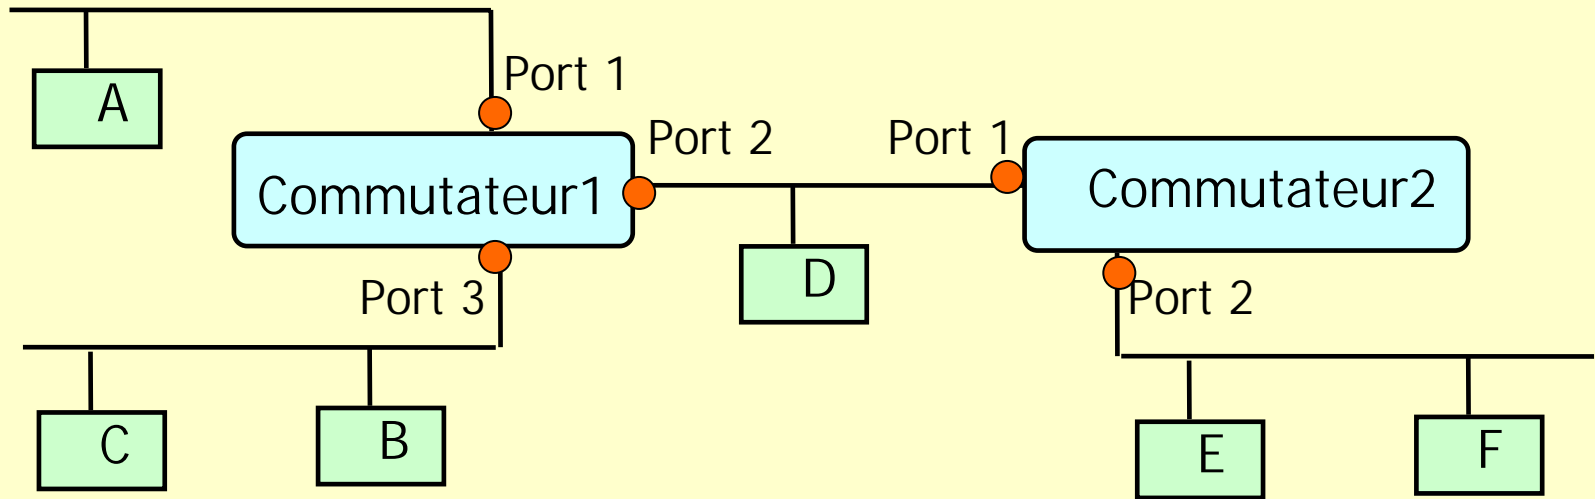 A
Port 1
Port 2
Port 1
Commutateur1
Commutateur2
Port 3
D
Port 2
C
B
E
F